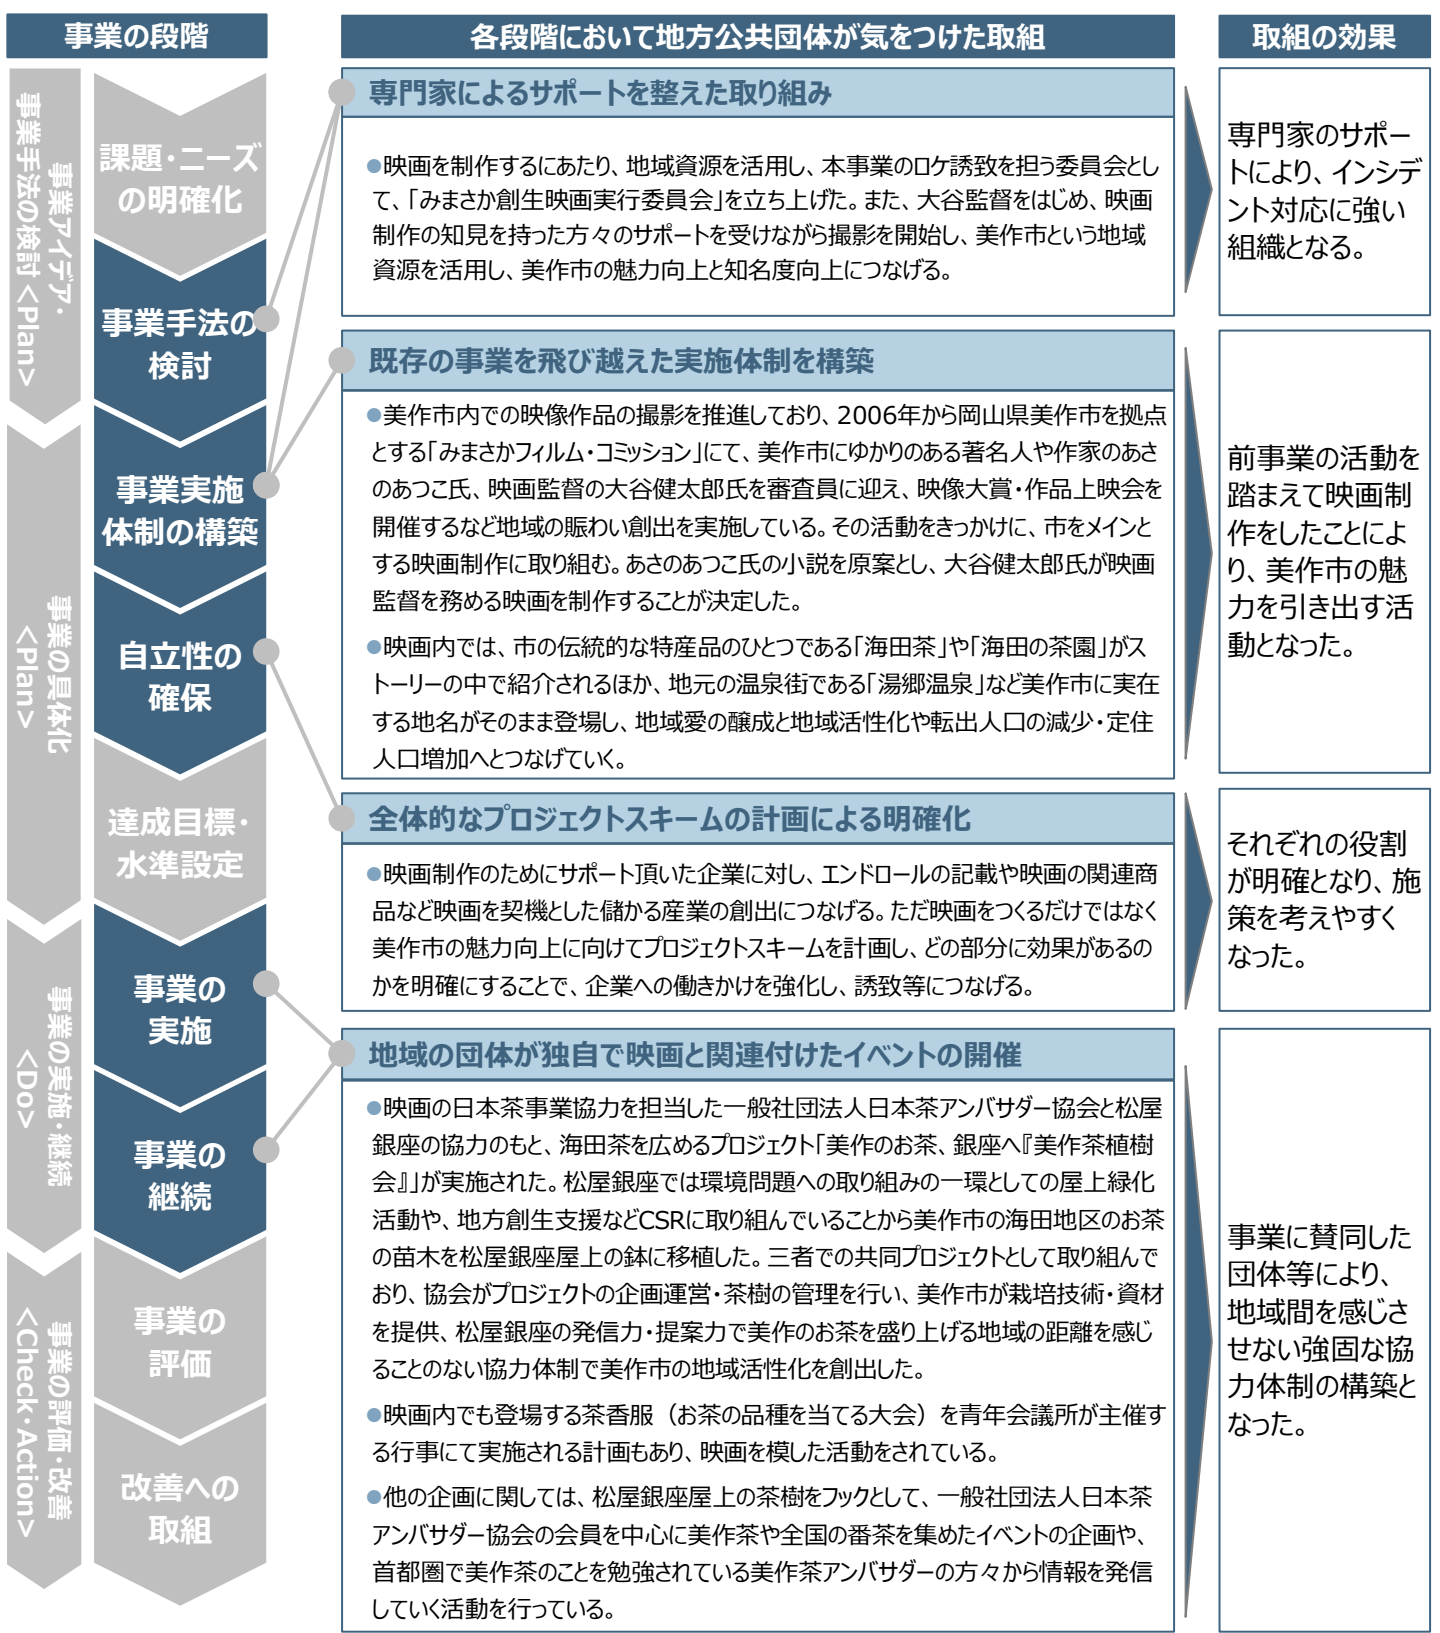 事業の段階
各段階において地方公共団体が気をつけた取組
取組の効果
事業アイデア・
事業手法の検討 <Plan>
事業の具体化
<Plan>
事業の実施・継続
<Do>
事業の評価・改善
<Check・Action>
課題・ニーズ
の明確化
事業手法の
検討
事業実施
体制の構築
自立性の
確保
達成目標・
水準設定
事業の
実施
事業の
継続
事業の
評価
改善への
取組
専門家によるサポートを整えた取り組み
●映画を制作するにあたり、地域資源を活用し、本事業のロケ誘致を担う委員会とし
て、「みまさか創生映画実行委員会」を立ち上げた。また、大谷監督をはじめ、映画
制作の知見を持った方々のサポートを受けながら撮影を開始し、美作市という地域
資源を活用し、美作市の魅力向上と知名度向上につなげる。
専門家のサポー
トにより、インシデ
ント対応に強い
組織となる。
既存の事業を飛び越えた実施体制を構築
●美作市内での映像作品の撮影を推進しており、2006年から岡山県美作市を拠点
とする「みまさかフィルム・コミッション」にて、美作市にゆかりのある著名人や作家のあさ
のあつこ氏、映画監督の大谷健太郎氏を審査員に迎え、映像大賞・作品上映会を
開催するなど地域の賑わい創出を実施している。その活動をきっかけに、市をメインと
する映画制作に取り組む。あさのあつこ氏の小説を原案とし、大谷健太郎氏が映画
監督を務める映画を制作することが決定した。
●映画内では、市の伝統的な特産品のひとつである「海田茶」や「海田の茶園」がス
トーリーの中で紹介されるほか、地元の温泉街である「湯郷温泉」など美作市に実在
する地名がそのまま登場し、地域愛の醸成と地域活性化や転出人口の減少・定住
人口増加へとつなげていく。
前事業の活動を
踏まえて映画制
作をしたことによ
り、美作市の魅
力を引き出す活
動となった。
全体的なプロジェクトスキームの計画による明確化
●映画制作のためにサポート頂いた企業に対し、エンドロールの記載や映画の関連商
品など映画を契機とした儲かる産業の創出につなげる。ただ映画をつくるだけではなく
美作市の魅力向上に向けてプロジェクトスキームを計画し、どの部分に効果があるの
かを明確にすることで、企業への働きかけを強化し、誘致等につなげる。
それぞれの役割
が明確となり、施
策を考えやすく
なった。
地域の団体が独自で映画と関連付けたイベントの開催
●映画の日本茶事業協力を担当した一般社団法人日本茶アンバサダー協会と松屋
銀座の協力のもと、海田茶を広めるプロジェクト「美作のお茶、銀座へ『美作茶植樹
会』」が実施された。松屋銀座では環境問題への取り組みの一環としての屋上緑化
活動や、地方創生支援などCSRに取り組んでいることから美作市の海田地区のお茶
の苗木を松屋銀座屋上の鉢に移植した。三者での共同プロジェクトとして取り組んで
おり、協会がプロジェクトの企画運営・茶樹の管理を行い、美作市が栽培技術・資材
を提供、松屋銀座の発信力・提案力で美作のお茶を盛り上げる地域の距離を感じ
ることのない協力体制で美作市の地域活性化を創出した。
●映画内でも登場する茶香服（お茶の品種を当てる大会）を青年会議所が主催す
る行事にて実施される計画もあり、映画を模した活動をされている。
●他の企画に関しては、松屋銀座屋上の茶樹をフックとして、一般社団法人日本茶
アンバサダー協会の会員を中心に美作茶や全国の番茶を集めたイベントの企画や、
首都圏で美作茶のことを勉強されている美作茶アンバサダーの方々から情報を発信
していく活動を行っている。
事業に賛同した
団体等により、
地域間を感じさ
せない強固な協
力体制の構築と
なった。